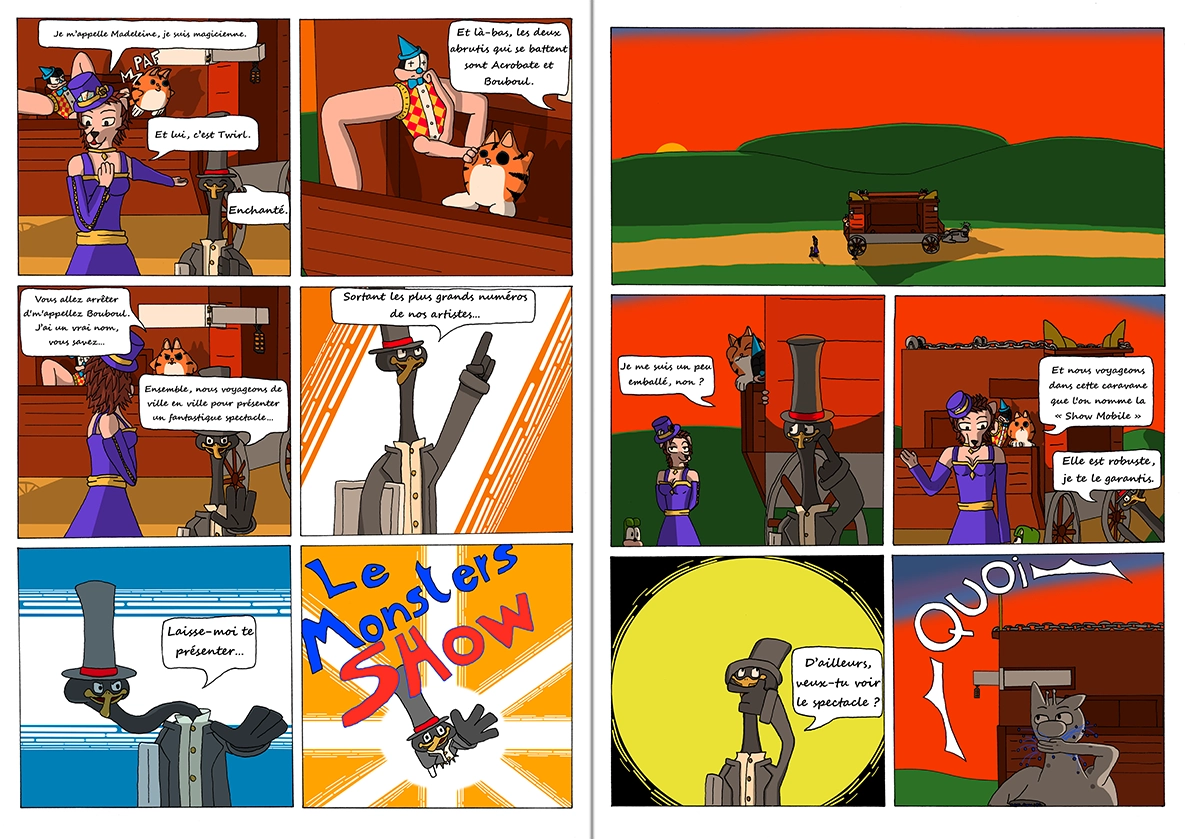 Je m'appelle Madeleine, je suis magicienne.
PAF
Et lui, c'est Twirl.
Enchanté.
Et là-bas, les deux
abrutis qui se battent
sont Acrobate et
Bouboul.
Vous allez arrêter
d'm'appellez Bouboul.
J'ai un vrai nom,
vous savez...
Ensemble, nous voyageons de
ville en ville pour présenter
un fantastique spectacle...
Sortant les plus grands numéros
de nos artistes...
Laisse-moi te
présenter...
Le
Monsters
SHOW
Je me suis un peu
emballé, non ?
Et nous voyageons
dans cette caravane
que l'on nomme la
« Show Mobile »
Elle est robuste,
je te le garantis.
D'ailleurs,
veux-tu voir
le spectacle ?
QUOI